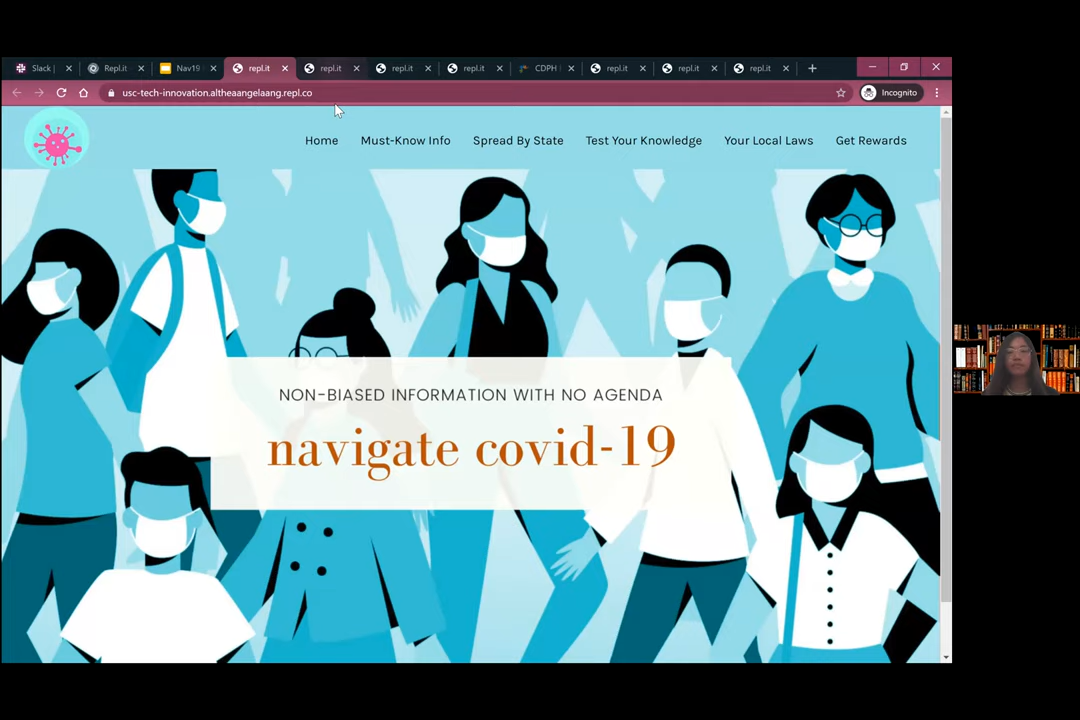 Slack |
Repl.it
Nav19
repl.it
repl.it
repl.it
repl.it
CDPH |
repl.it
repl.it
repl.it
usc-tech-innovation.altheaangelaang.repl.co
Incognito
Home
Must-Know Info
Spread By State
Test Your Knowledge
Your Local Laws
Get Rewards
NON-BIASED INFORMATION WITH NO AGENDA
navigate covid-19